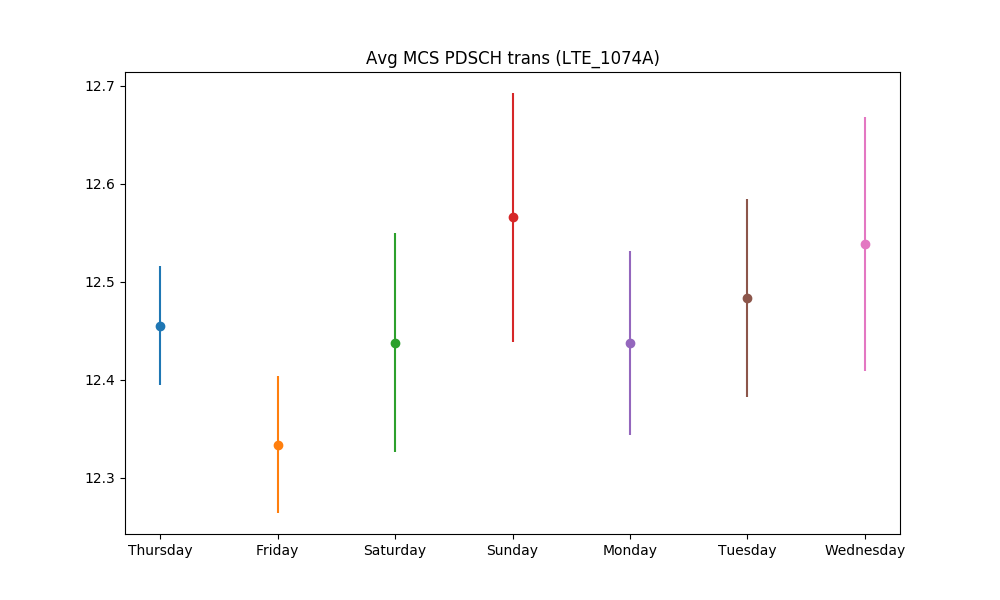 Avg MCS PDSCH trans (LTE_1074A)
12.7
12.6
12.5
12.4
12.3
Thursday Friday Saturday Sunday Monday Tuesday Wednesday